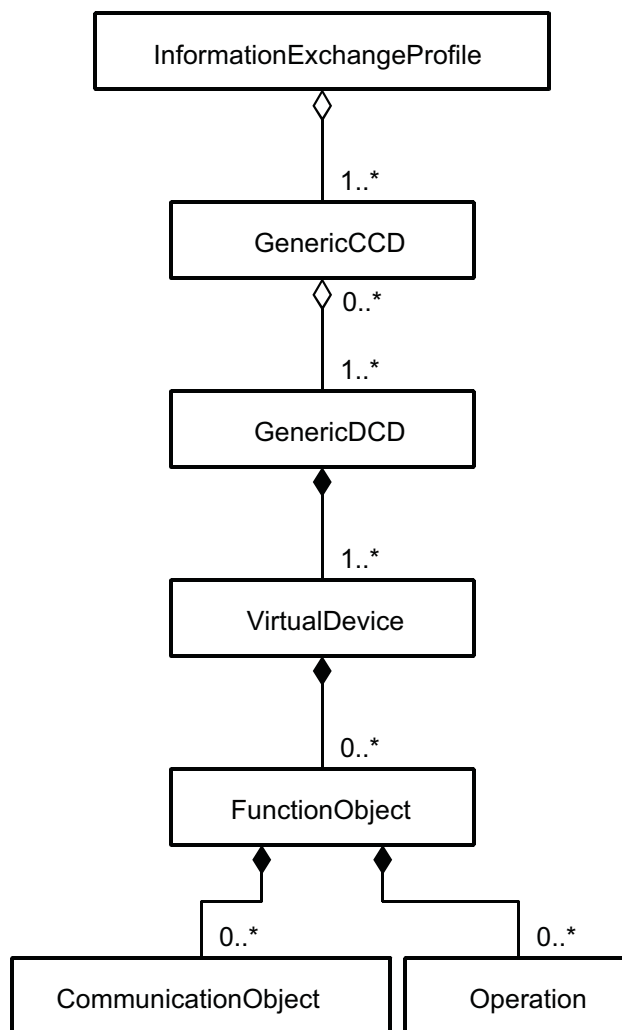 InformationExchangeProfile
1..*
GenericCCD
0..*
1..*
GenericDCD
1..*
VirtualDevice
0..*
FunctionObject
0..*
0..*
CommunicationObject
Operation